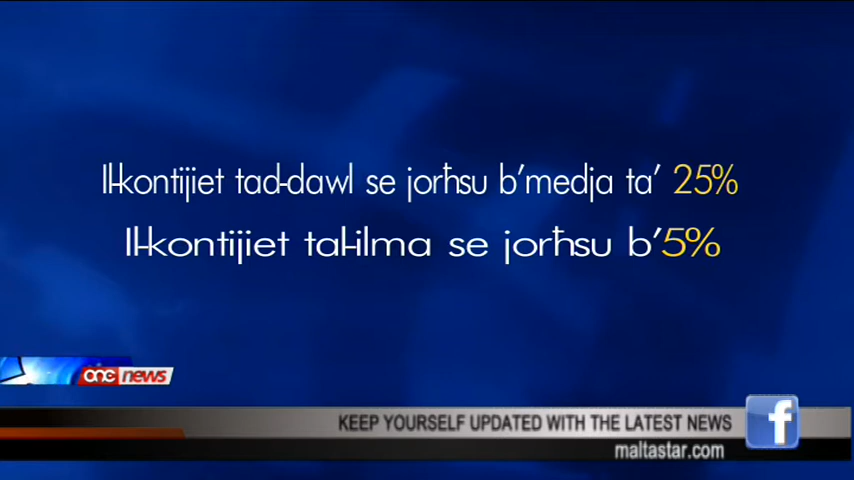 Il-kontijiet tad-dawl se jorħsu b'medja ta' 25%
Il-kontijiet tal-ilma se jorħsu b'5%
one news
KEEP YOURSELF UPDATED WITH THE LATEST NEWS
maltastar.com
f